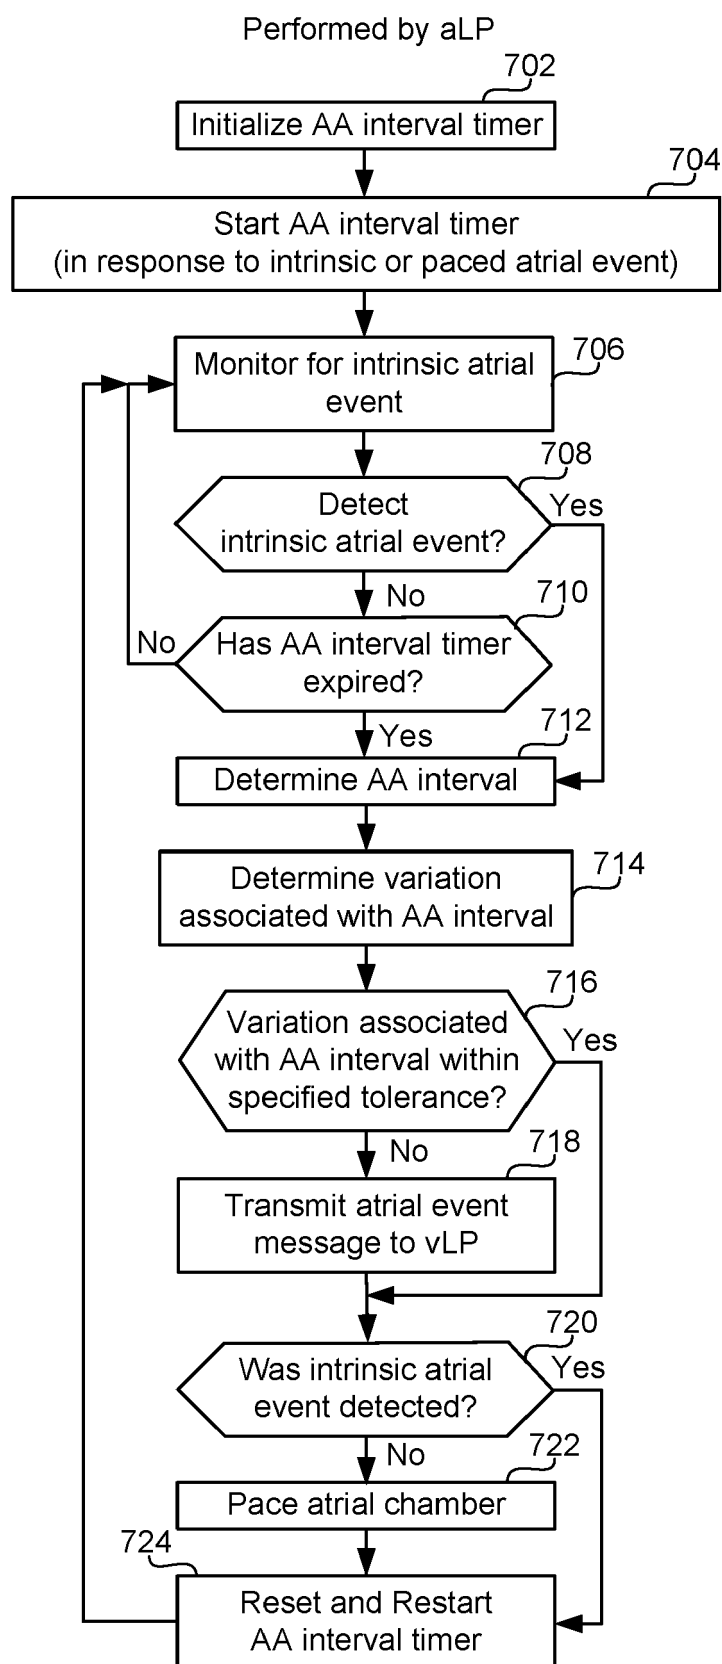 Performed by aLP
702
Initialize AA interval timer
704
Start AA interval timer
(in response to intrinsic or paced atrial event)
706
Monitor for intrinsic atrial
event
708
Detect
intrinsic atrial event?
Yes
No
710
Has AA interval timer
expired?
No
Yes
712
Determine AA interval
714
Determine variation
associated with AA interval
716
Variation associated
with AA interval within
specified tolerance?
Yes
No
718
Transmit atrial event
message to vLP
720
Was intrinsic atrial
event detected?
Yes
No
722
Pace atrial chamber
724
Reset and Restart
AA interval timer